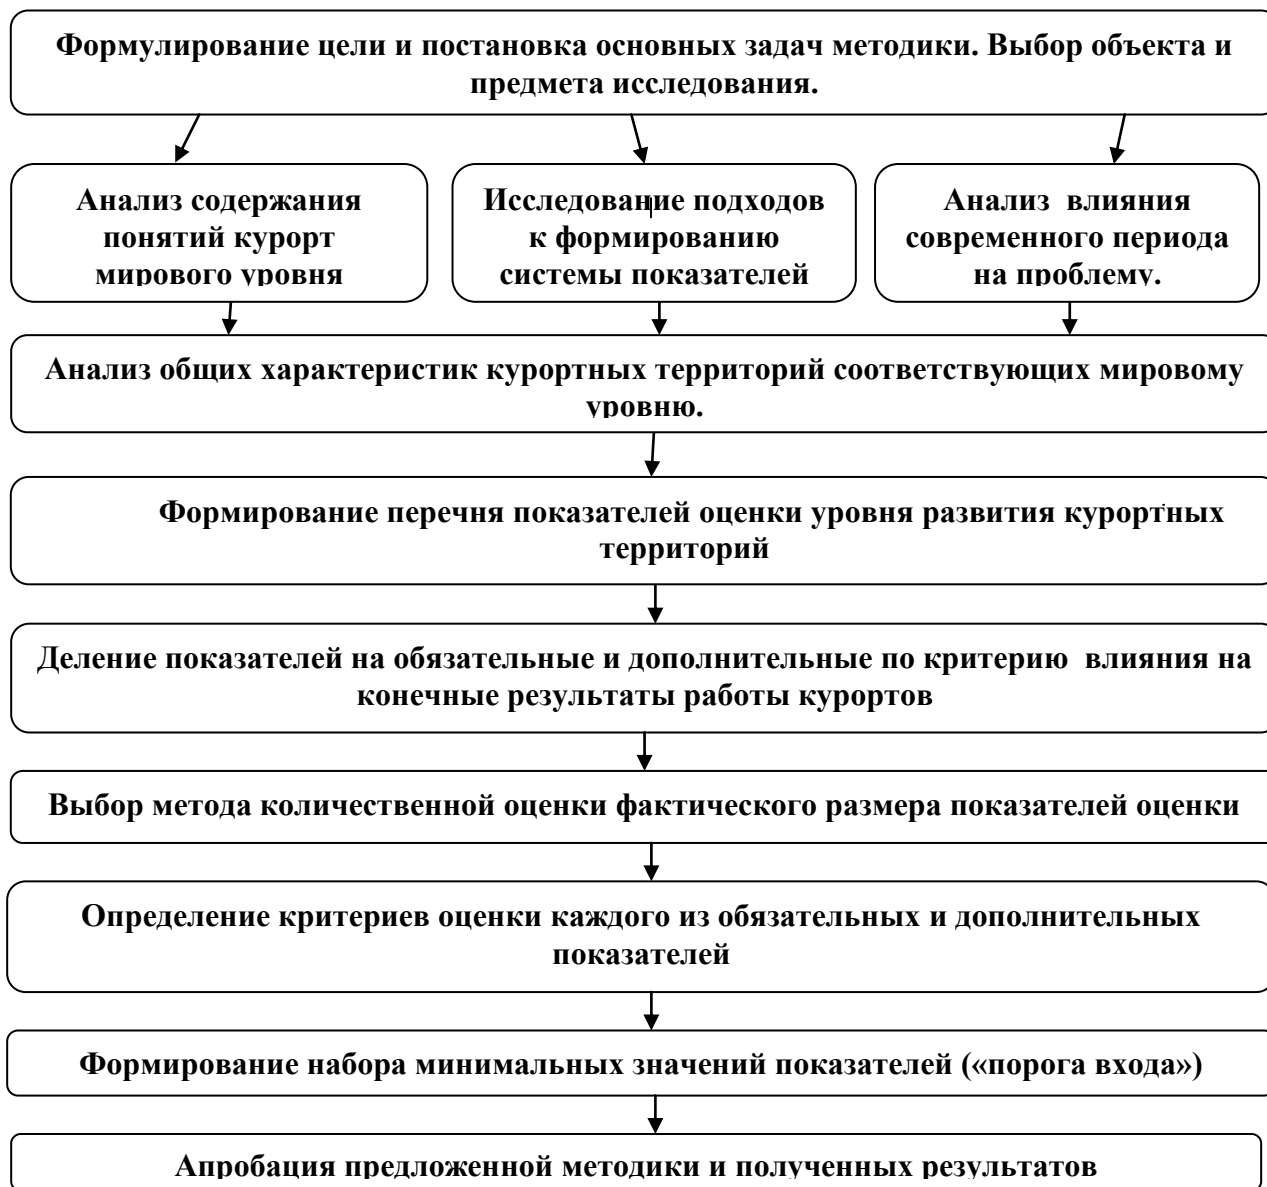 Формулирование цели и постановка основных задач методики. Выбор объекта и
предмета исследования.
Анализ содержания
понятий курорт
мирового уровня
Исследование подходов
к формированию
системы показателей
Анализ влияния
современного периода
на проблему.
Анализ общих характеристик курортных территорий соответствующих мировому
уровню.
Формирование перечня показателей оценки уровня развития курортных
территорий
Деление показателей на обязательные и дополнительные по критерию влияния на
конечные результаты работы курортов
Выбор метода количественной оценки фактического размера показателей оценки
Определение критериев оценки каждого из обязательных и дополнительных
показателей
Формирование набора минимальных значений показателей («порога входа»)
Апробация предложенной методики и полученных результатов